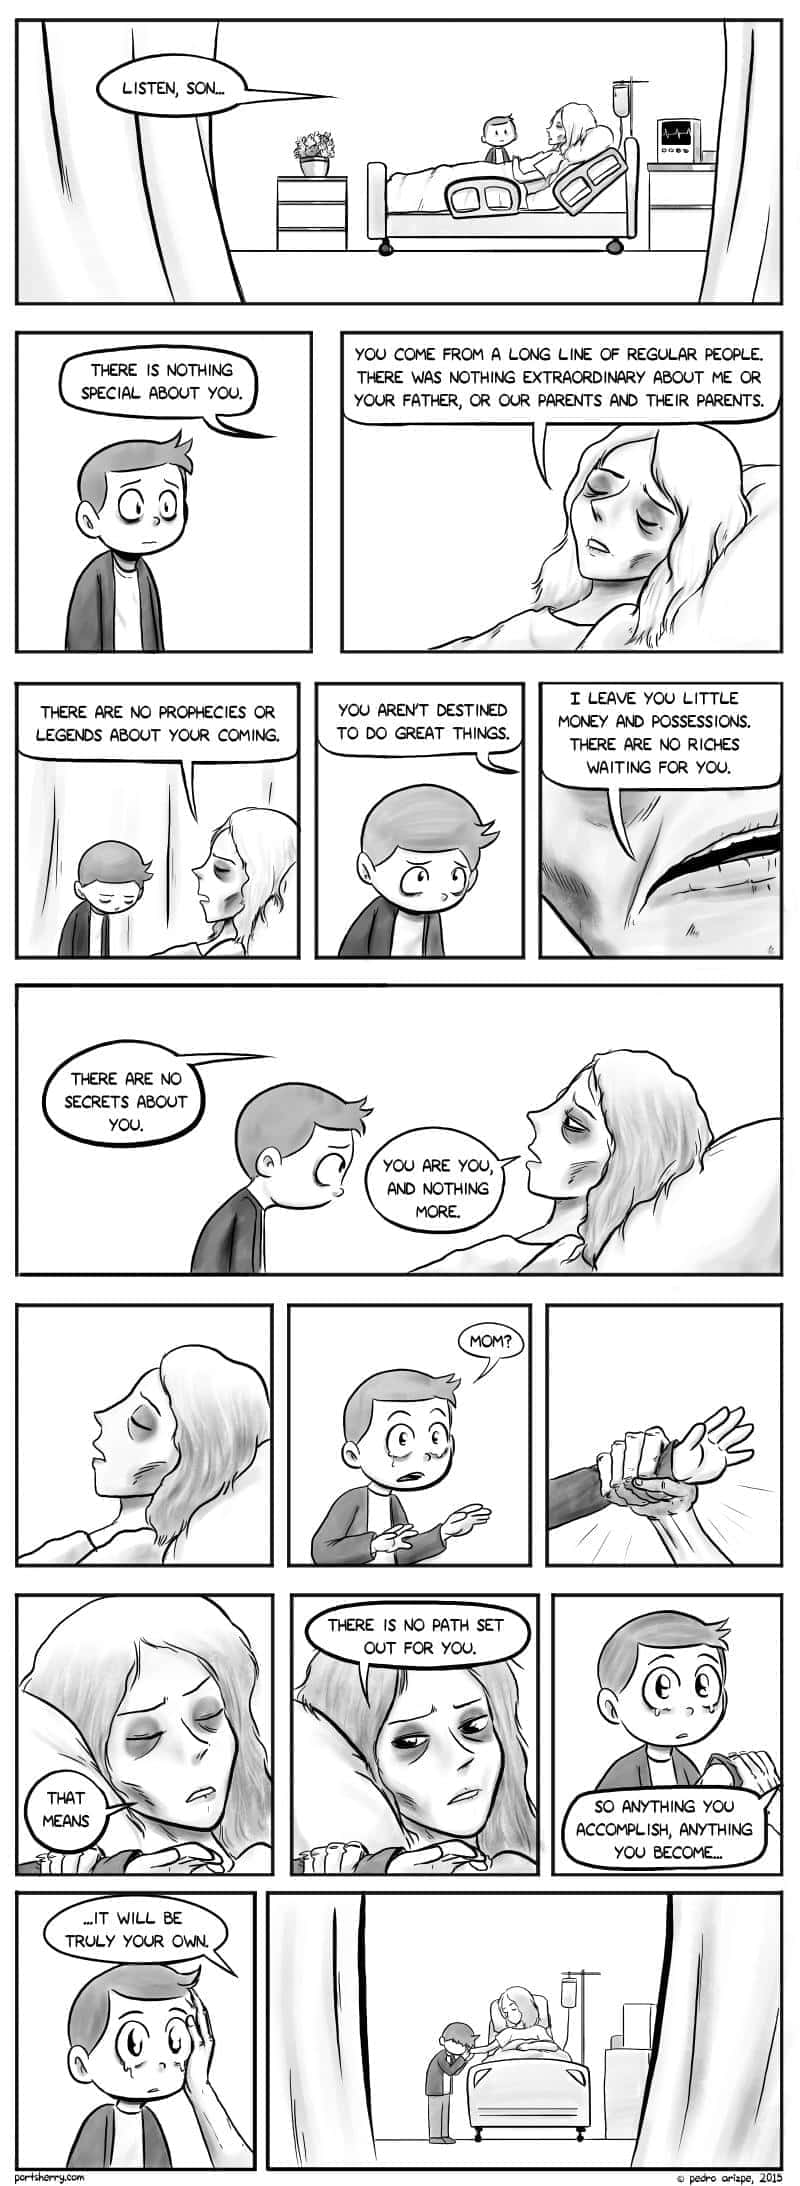 LISTEN, SON...
THERE IS NOTHING
SPECIAL ABOUT YOU.
YOU COME FROM A LONG LINE OF REGULAR PEOPLE.
THERE WAS NOTHING EXTRAORDINARY ABOUT ME OR
YOUR FATHER, OR OUR PARENTS AND THEIR PARENTS.
THERE ARE NO PROPHECIES OR
LEGENDS ABOUT YOUR COMING.
YOU AREN'T DESTINED
TO DO GREAT THINGS.
I LEAVE YOU LITTLE
MONEY AND POSSESSIONS.
THERE ARE NO RICHES
WAITING FOR YOU.
THERE ARE NO
SECRETS ABOUT
YOU.
YOU ARE YOU,
AND NOTHING
MORE.
MOM?
THAT
MEANS
THERE IS NO PATH SET
OUT FOR YOU.
SO ANYTHING YOU
ACCOMPLISH, ANYTHING
YOU BECOME...
...IT WILL BE
TRULY YOUR OWN.
portsherry.com
© pedro arizpe, 2015